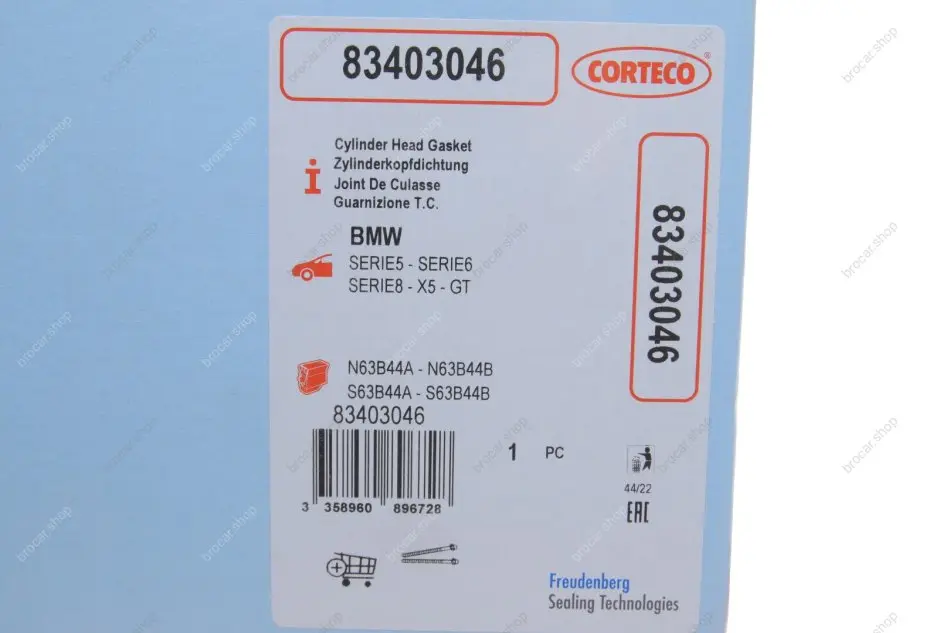 83403046
CORTECO®
Cylinder Head Gasket
Zylinderkopfdichtung
Joint De Culasse
Guarnizione T.C.
i
BMW
SERIE5 - SERIE6
SERIE8 - X5 - GT
83403046
N63B44A - N63B44B
S63B44A - S63B44B
83403046
3 358960 896728
1 PC
44/22
EAC
Freudenberg
Sealing Technologies
brocar.shop